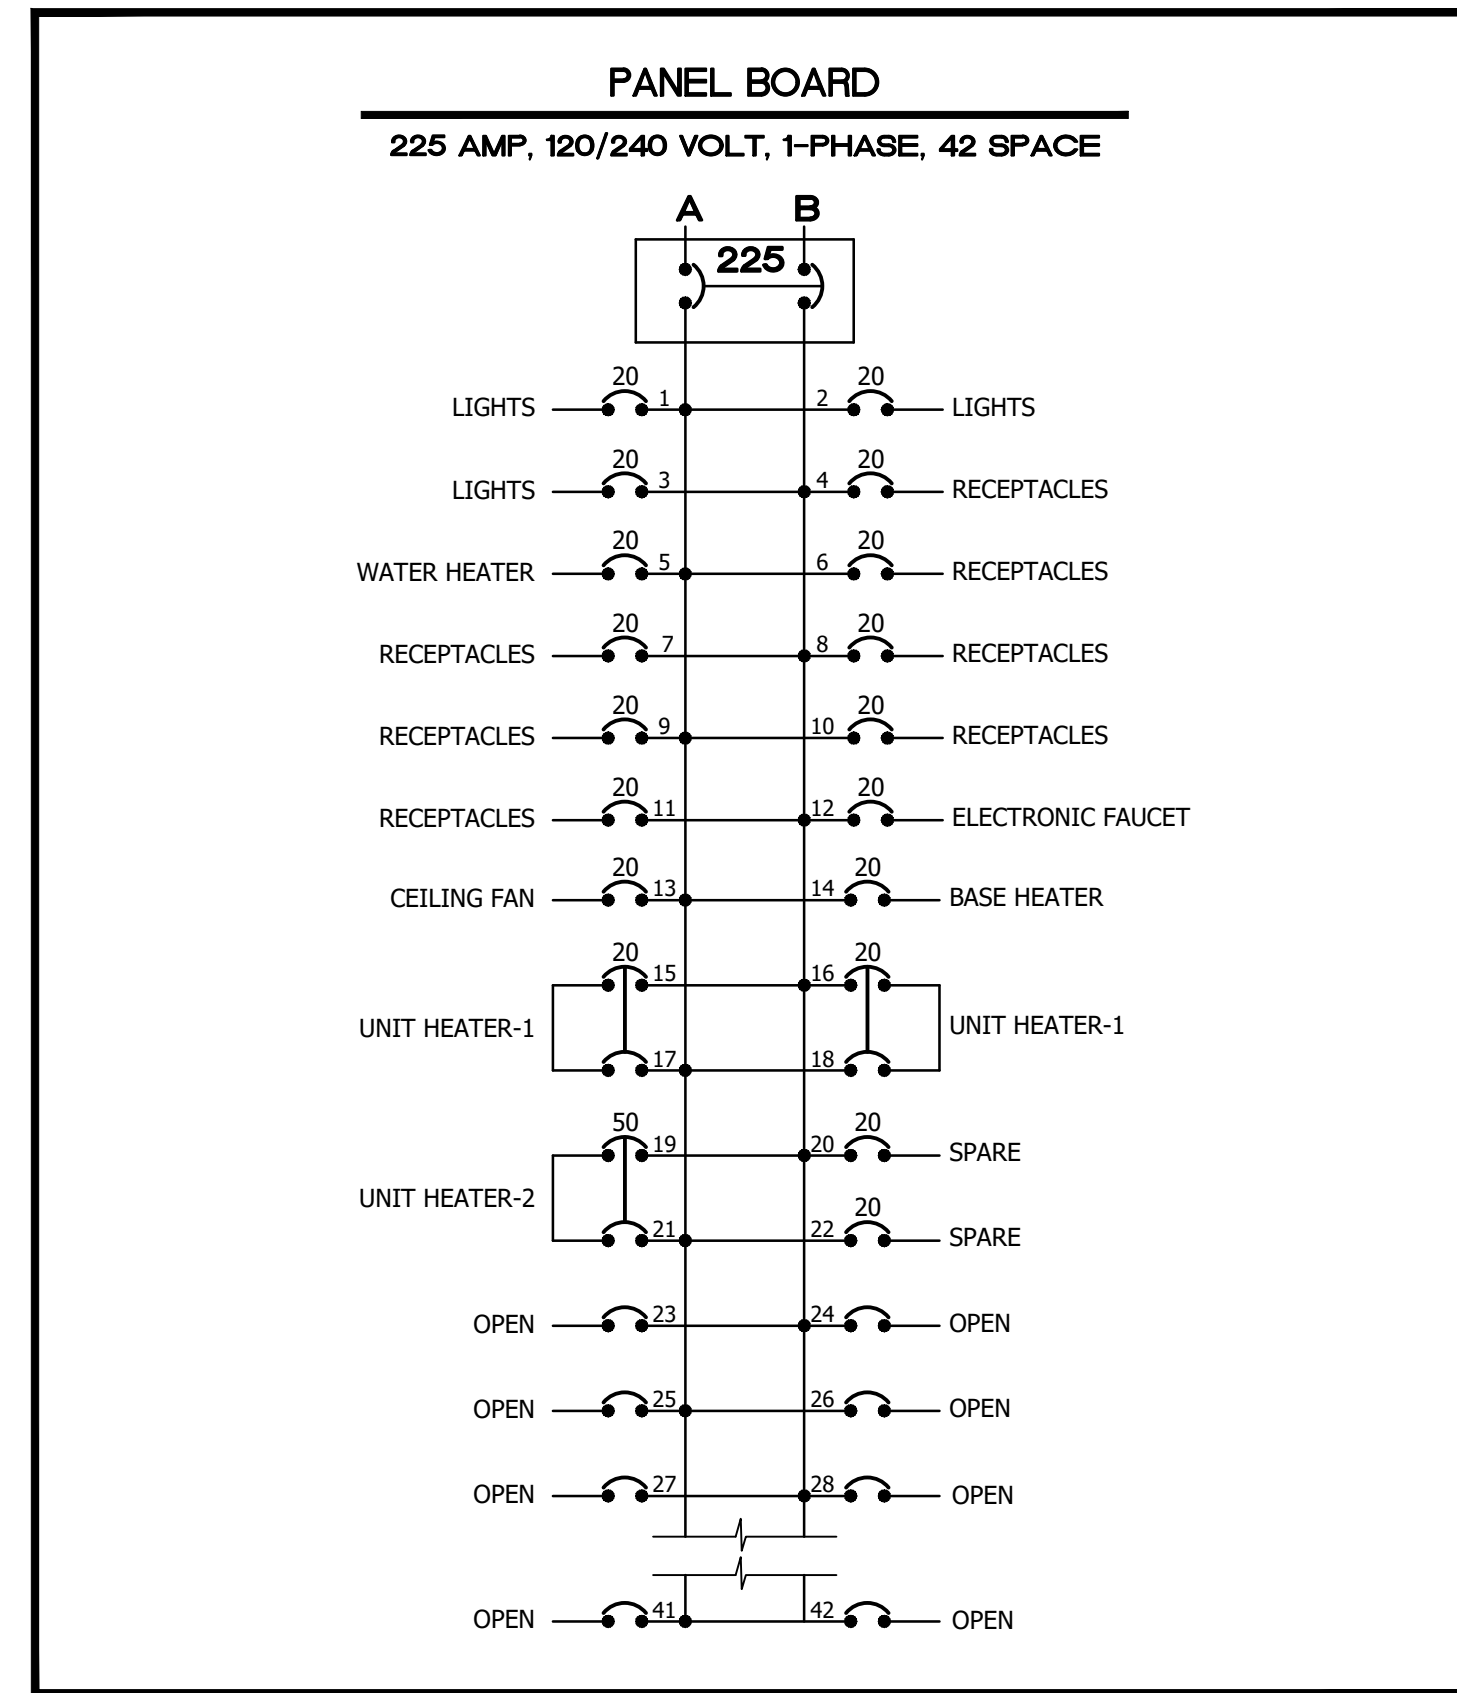 PANEL BOARD
225 AMP, 120/240 VOLT, 1-PHASE, 42 SPACE
A B
225
20 20
LIGHTS 1 2 LIGHTS
20 20
LIGHTS 3 4 RECEPTACLES
20 20
WATER HEATER 5 6 RECEPTACLES
20 20
RECEPTACLES 7 8 RECEPTACLES
20 20
RECEPTACLES 9 10 RECEPTACLES
20 20
RECEPTACLES 11 12 ELECTRONIC FAUCET
20 20
CEILING FAN 13 14 BASE HEATER
20 20
15 16
UNIT HEATER-1 UNIT HEATER-1
17 18
50 20
19 20 SPARE
UNIT HEATER-2
20
21 22 SPARE
OPEN 23 24 OPEN
OPEN 25 26 OPEN
OPEN 27 28 OPEN
OPEN 41 42 OPEN